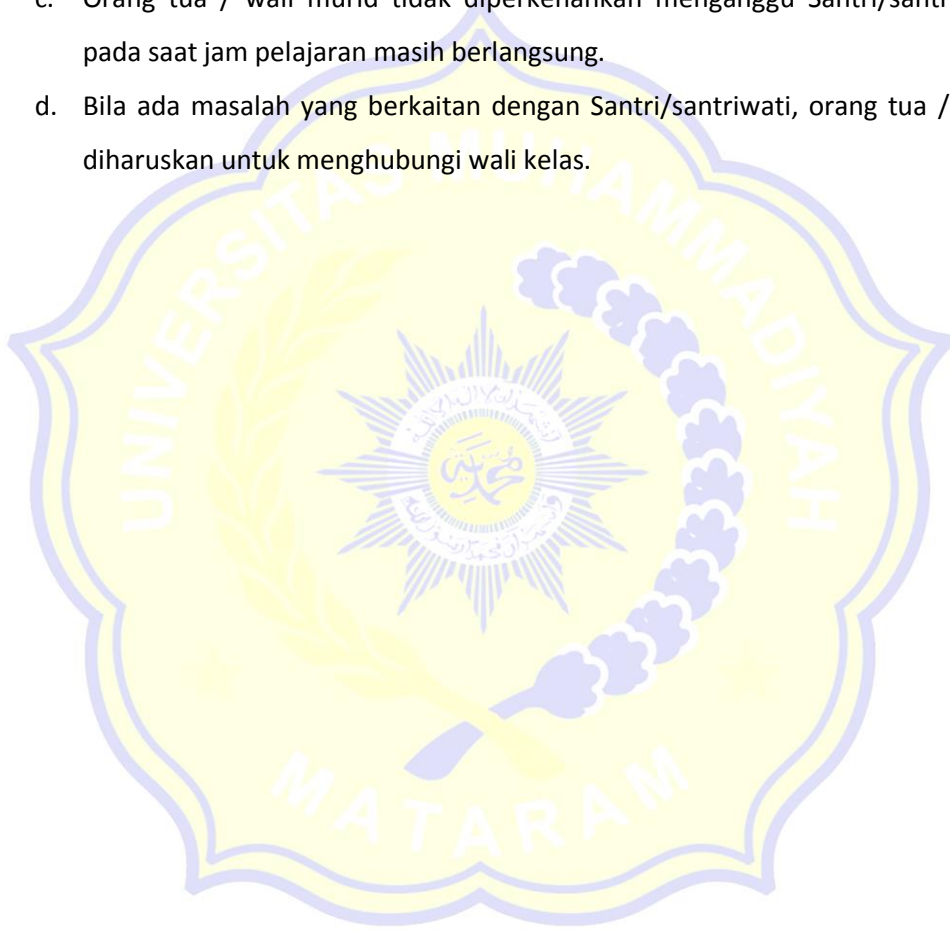 c. Orang tua / wali murid tidak diperkenankan menganggu Santri/santri
pada saat jam pelajaran masih berlangsung.
d. Bila ada masalah yang berkaitan dengan Santri/santriwati, orang tua /
diharuskan untuk menghubungi wali kelas.
UNIVERSITAS MUHAMMADIYAH
MATARAM